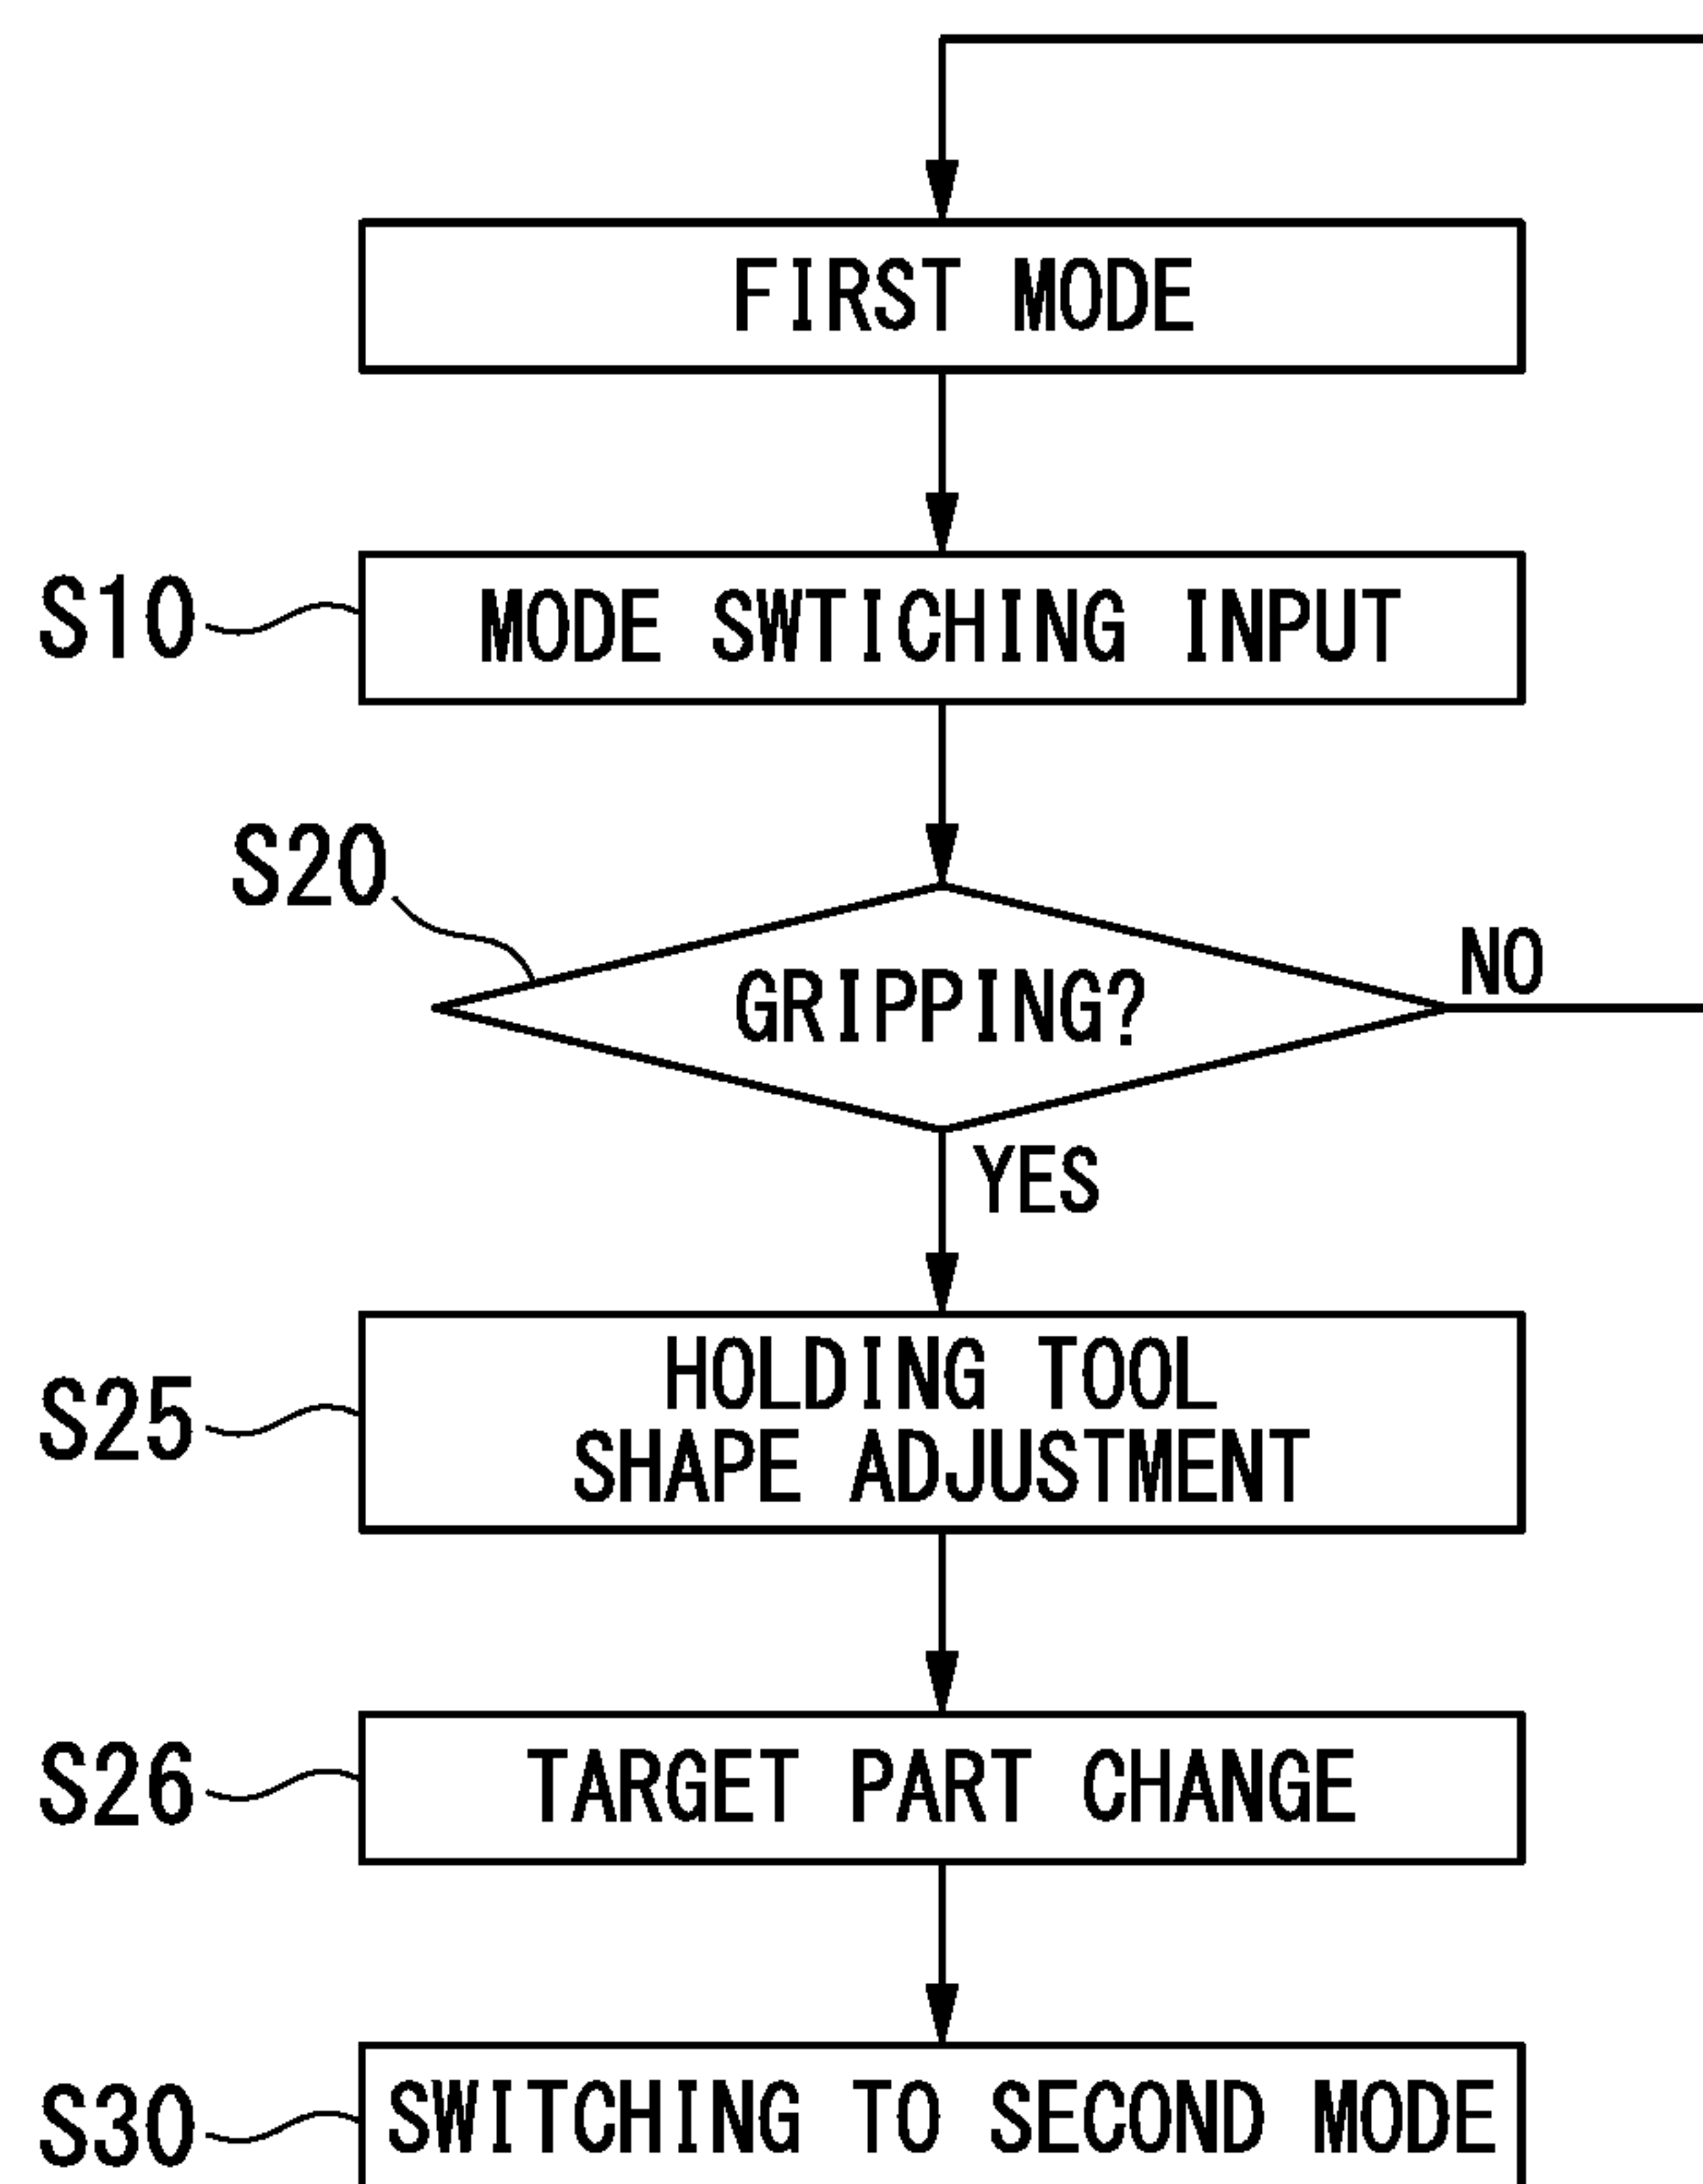 FIRST MODE
S10
MODE SWTICHING INPUT
S20
GRIPPING?
NO
YES
S25
HOLDING TOOL
SHAPE ADJUSTMENT
S26
TARGET PART CHANGE
S30
SWITCHING TO SECOND MODE